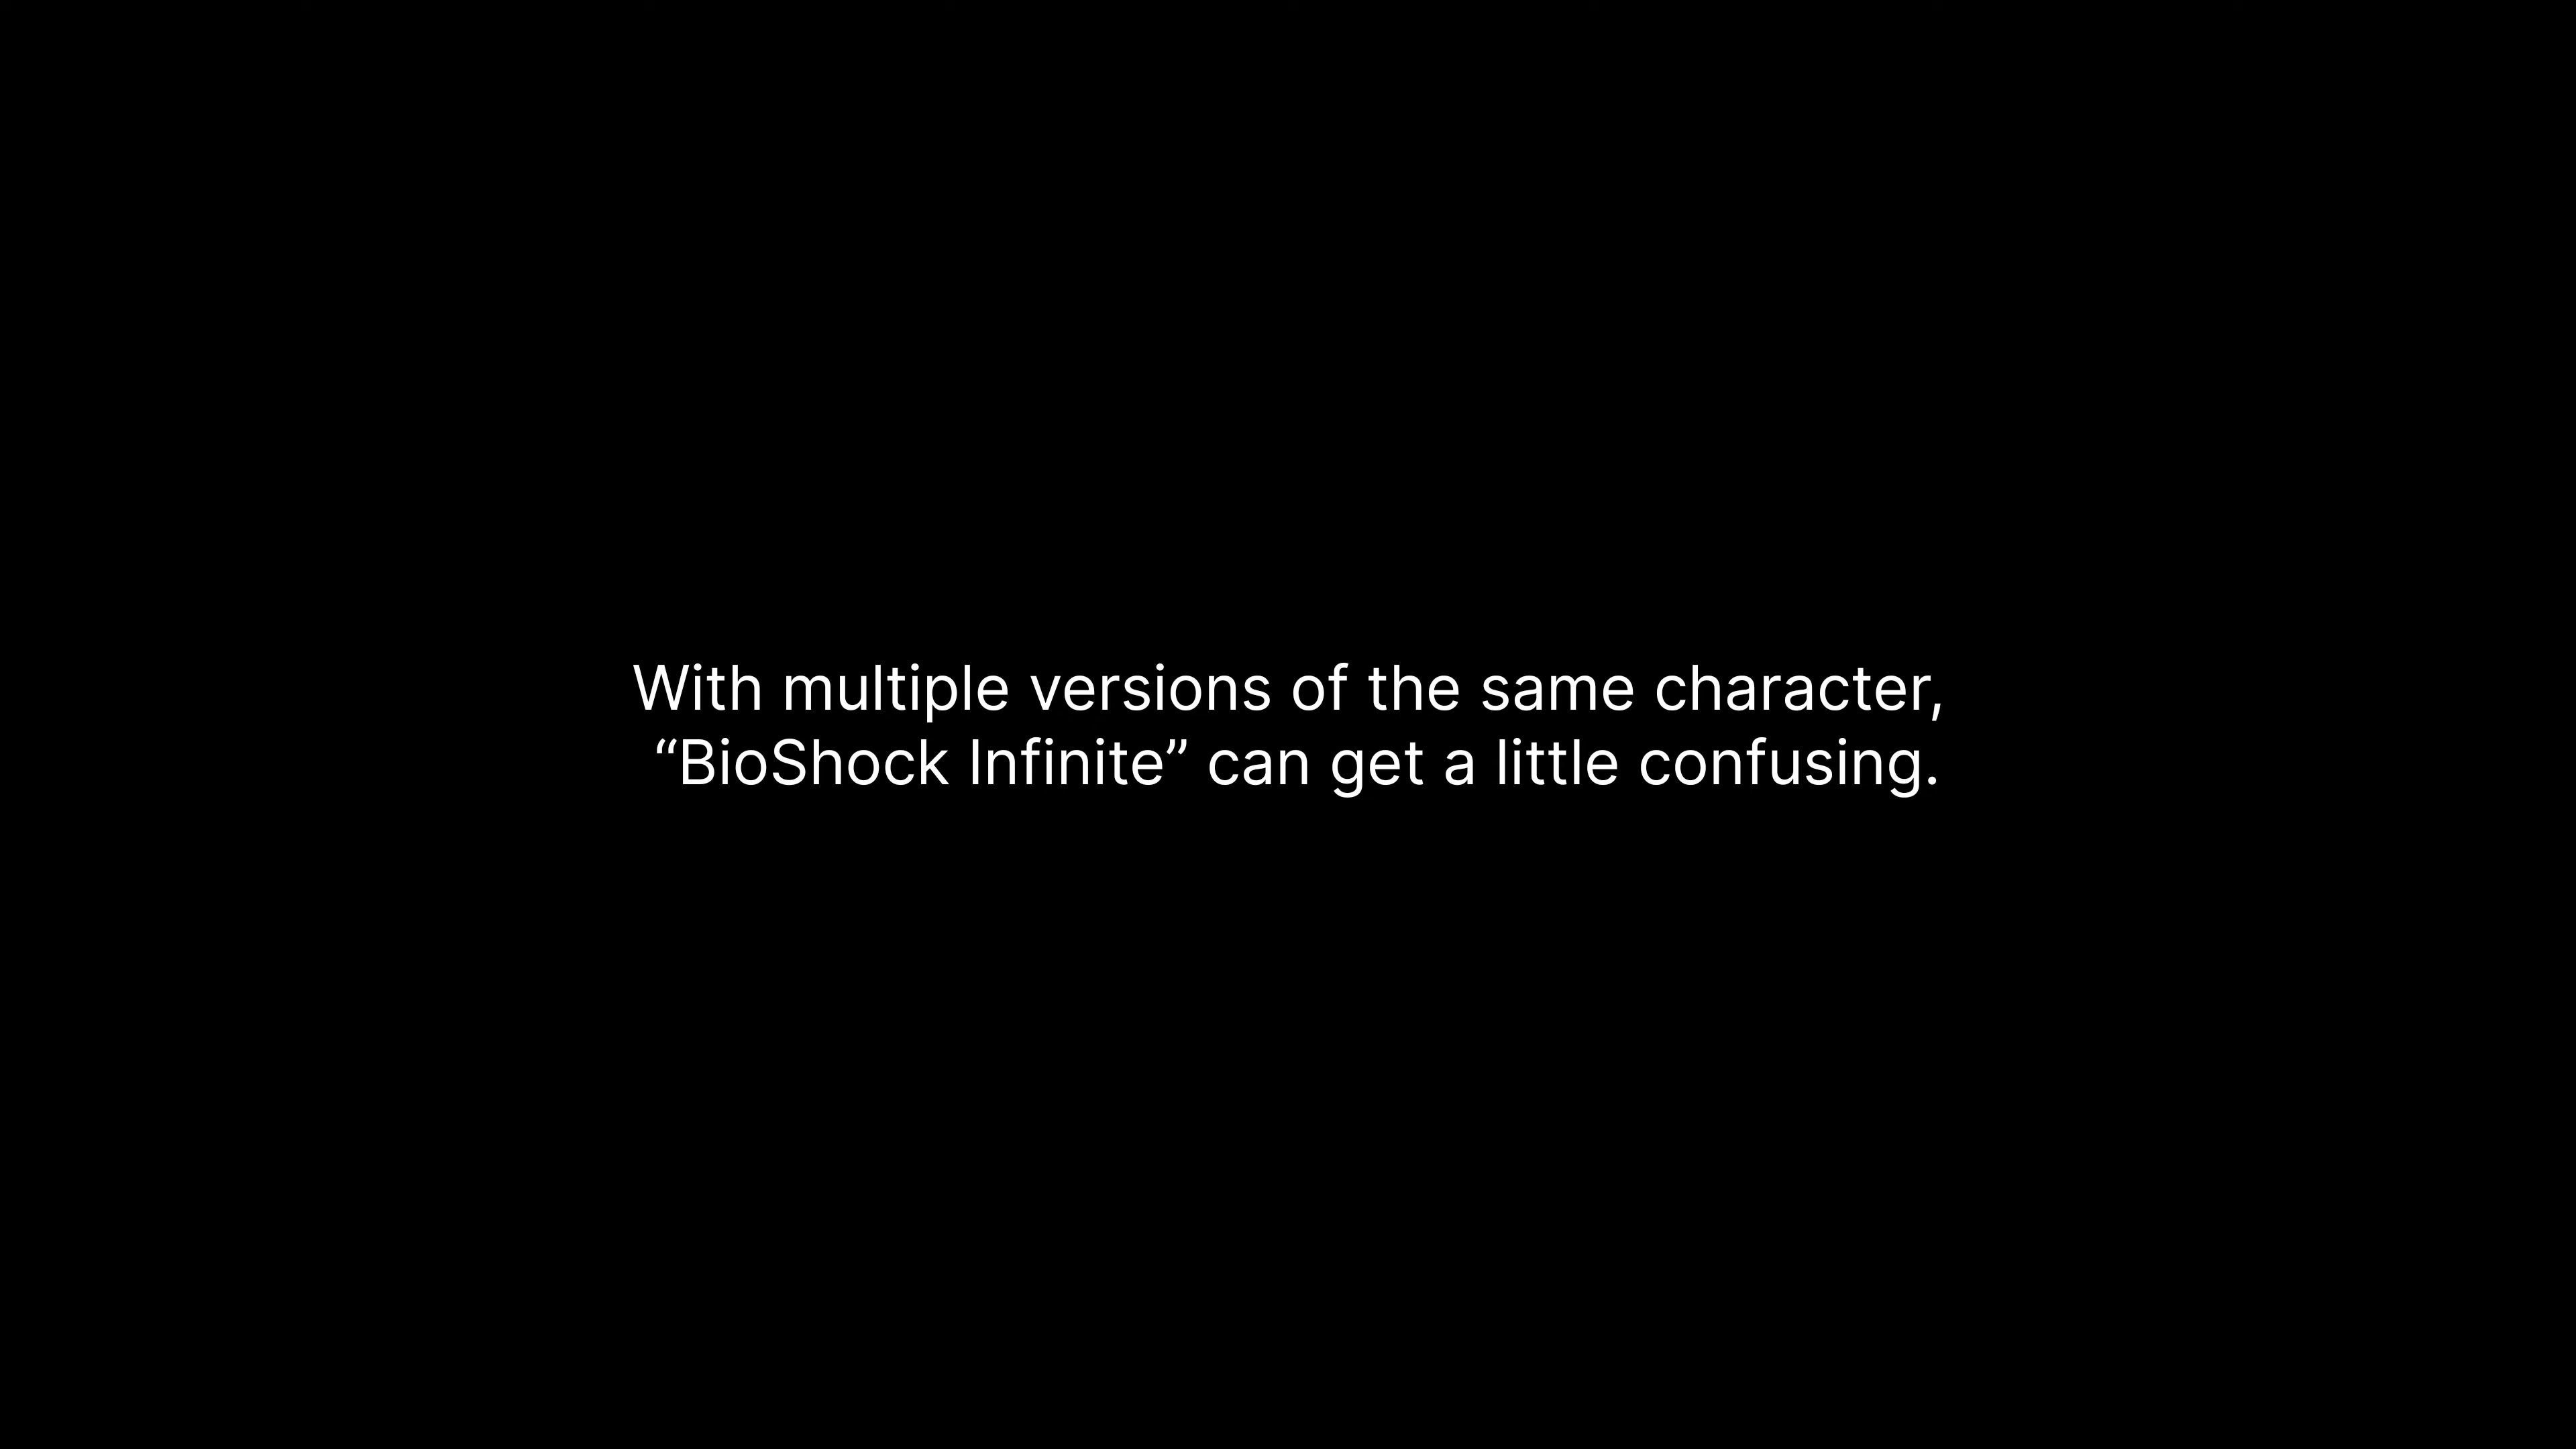 With multiple versions of the same character,
“BioShock Infinite” can get a little confusing.